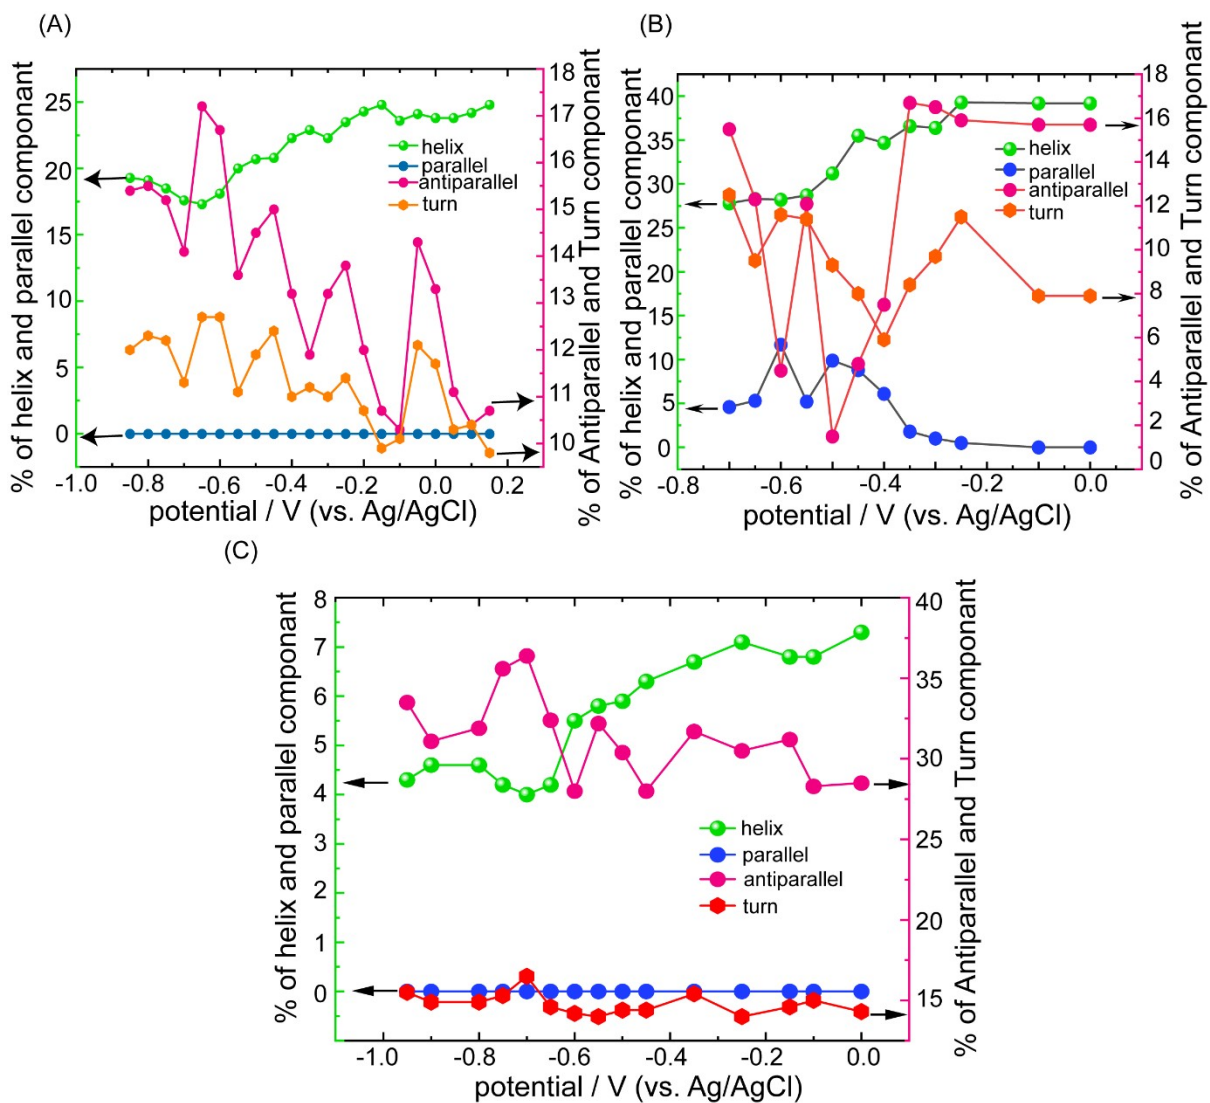 (A)
% of helix and parallel componant
25
20
15
10
5
0
18
17
16
15
14
13
12
11
10
% of Antiparallel and Turn componant
helix
parallel
antiparallel
turn
-1.0 -0.8 -0.6 -0.4 -0.2 0.0 0.2
potential / V (vs. Ag/AgCl)
(B)
% of helix and parallel componant
40
35
30
25
20
15
10
5
0
18
16
14
12
10
8
6
4
2
0
% of Antiparallel and Turn componant
helix
parallel
antiparallel
turn
-0.8 -0.6 -0.4 -0.2 0.0
potential / V (vs. Ag/AgCl)
(C)
% of helix and parallel componant
8
7
6
5
4
3
2
1
0
40
35
30
25
20
15
% of Antiparallel and Turn componant
helix
parallel
antiparallel
turn
-1.0 -0.8 -0.6 -0.4 -0.2 0.0
potential / V (vs. Ag/AgCl)